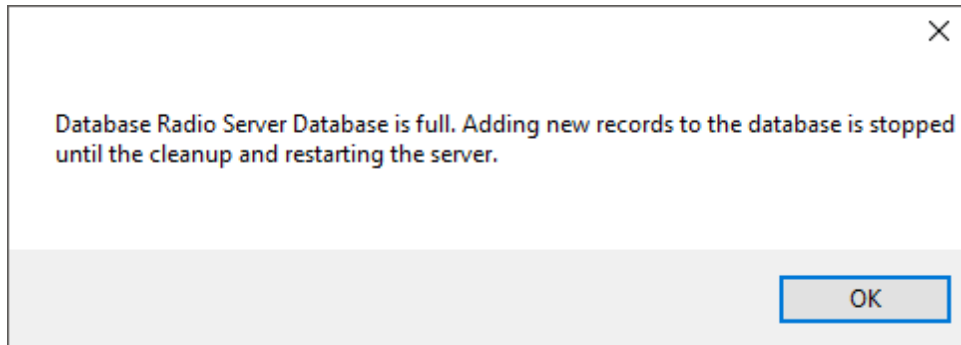 Database Radio Server Database is full. Adding new records to the database is stopped
until the cleanup and restarting the server.
OK